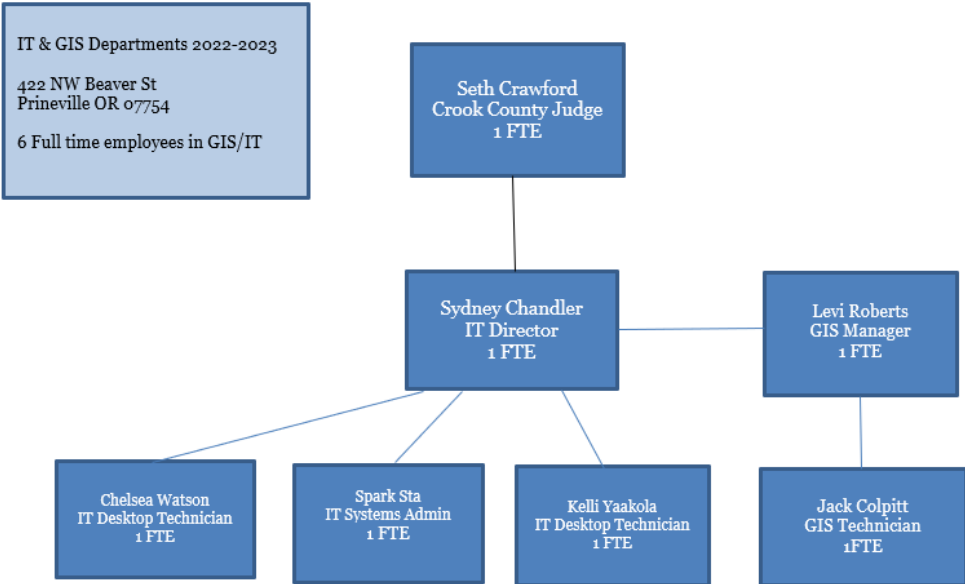 IT & GIS Departments 2022-2023
422 NW Beaver St
Prineville OR 07754
6 Full time employees in GIS/IT
Seth Crawford
Crook County Judge
1 FTE
Sydney Chandler
IT Director
1 FTE
Levi Roberts
GIS Manager
1 FTE
Chelsea Watson
IT Desktop Technician
1 FTE
Spark Sta
IT Systems Admin
1 FTE
Kelli Yaakola
IT Desktop Technician
1 FTE
Jack Colpitt
GIS Technician
1FTE